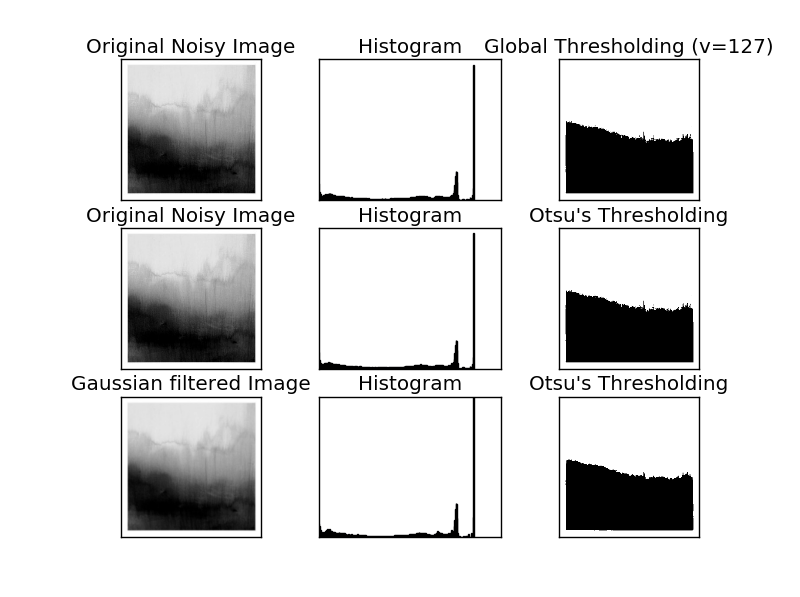 Original Noisy Image
Histogram
Global Thresholding (v=127)
Original Noisy Image
Histogram
Otsu's Thresholding
Gaussian filtered Image
Histogram
Otsu's Thresholding